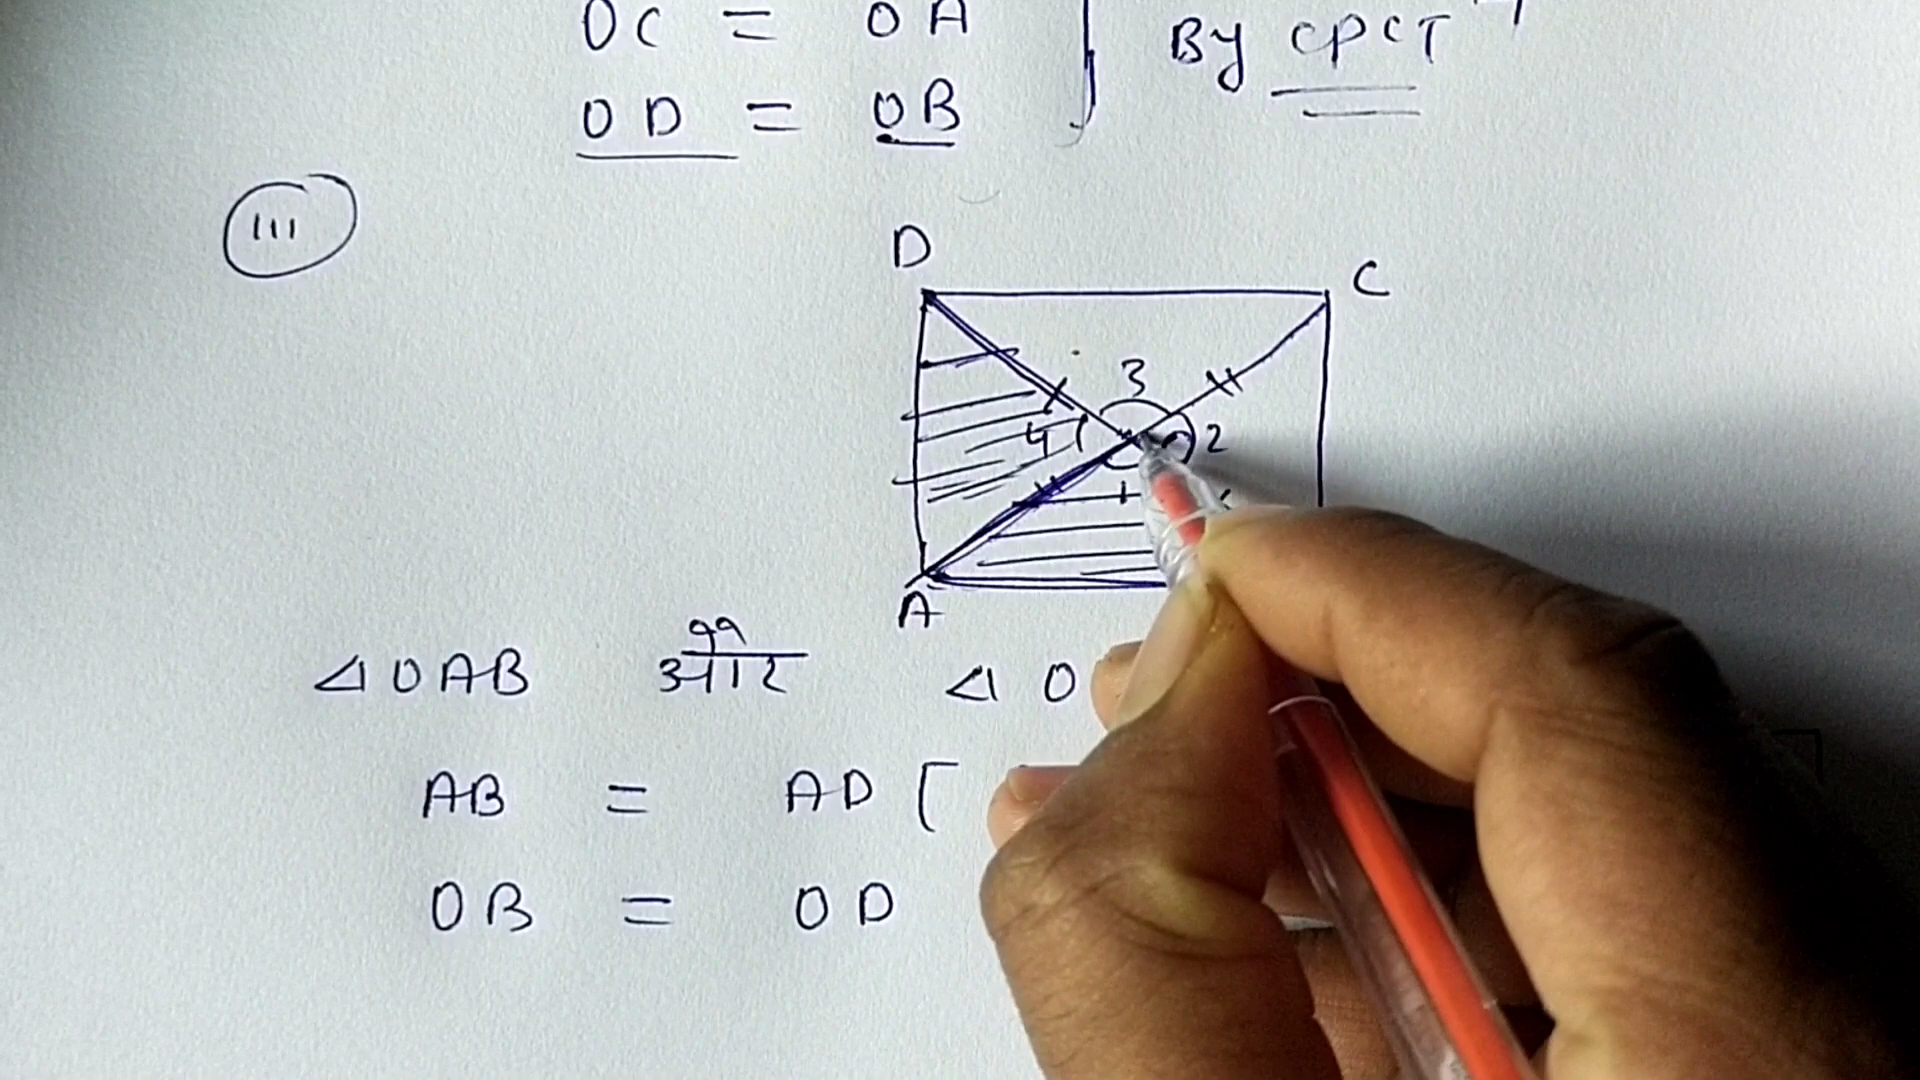 OC = OA
OD = OB
By CPCT
III
D
C
3
4
2
1
A
△OAB और △ O
AB = AD [
OB = OD